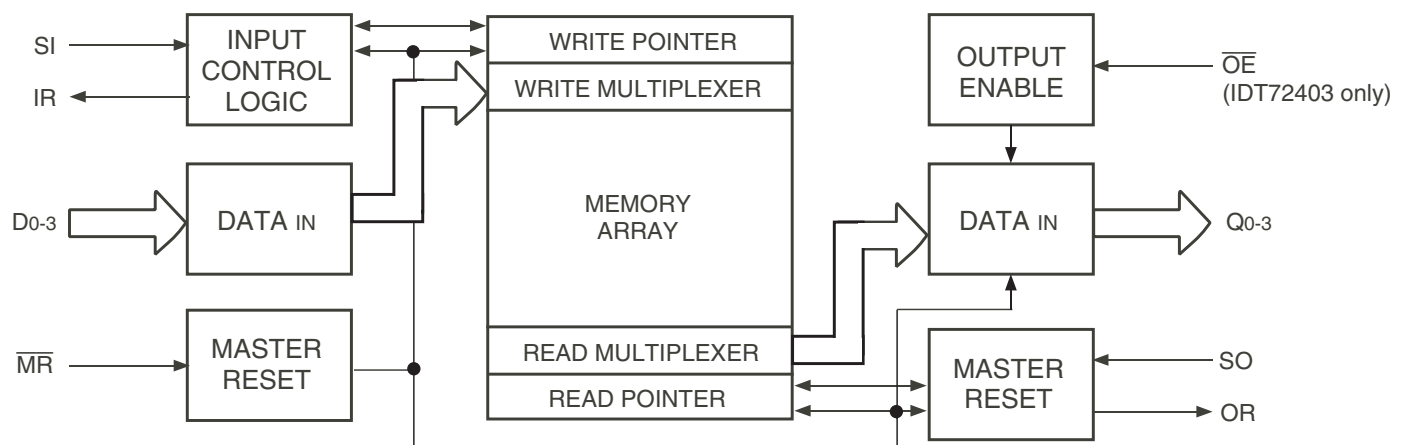 SI
IR
INPUT
CONTROL
LOGIC
D0-3
DATA IN
MR
MASTER
RESET
WRITE POINTER
WRITE MULTIPLEXER
MEMORY
ARRAY
READ MULTIPLEXER
READ POINTER
OUTPUT
ENABLE
OE
(IDT72403 only)
DATA IN
Q0-3
MASTER
RESET
SO
OR